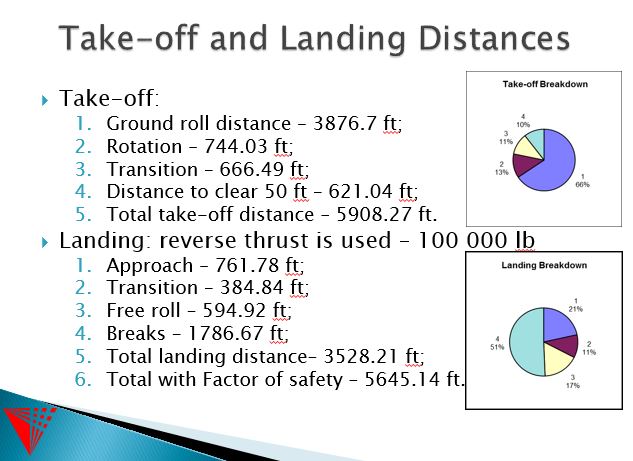 Take-off and Landing Distances
Take-off:
1. Ground roll distance – 3876.7 ft;
2. Rotation – 744.03 ft;
3. Transition – 666.49 ft;
4. Distance to clear 50 ft – 621.04 ft;
5. Total take-off distance – 5908.27 ft.
Landing: reverse thrust is used – 100 000 lb
1. Approach – 761.78 ft;
2. Transition – 384.84 ft;
3. Free roll – 594.92 ft;
4. Breaks – 1786.67 ft;
5. Total landing distance– 3528.21 ft;
6. Total with Factor of safety – 5645.14 ft.
Take-off Breakdown
4
10%
3
11%
2
13%
1
66%
Landing Breakdown
1
21%
2
11%
3
17%
4
51%